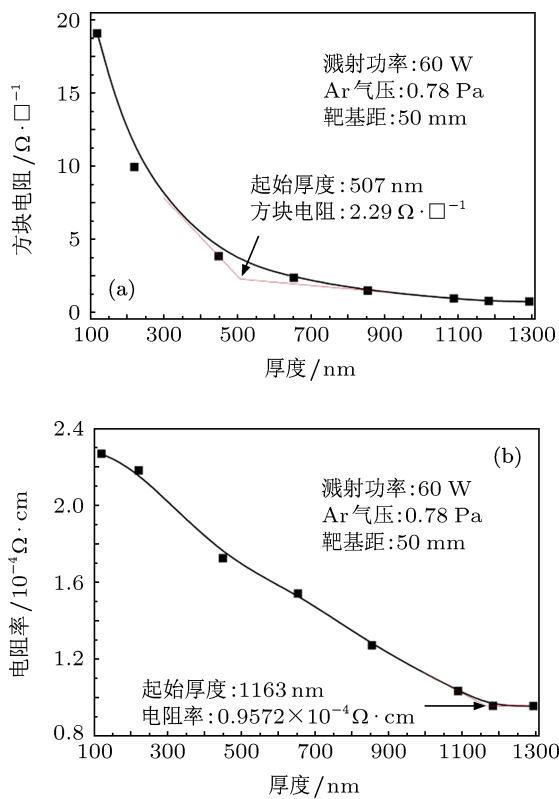 20
15
10
5
0
方块电阻/Ω·□⁻¹
溅射功率:60 W
Ar气压:0.78 Pa
靶基距:50 mm
起始厚度:507 nm
方块电阻:2.29 Ω·□⁻¹
(a)
100 300 500 700 900 1100 1300
厚度/nm
2.4
2.0
1.6
1.2
0.8
电阻率/10⁻⁴Ω·cm
(b)
溅射功率:60 W
Ar气压:0.78 Pa
靶基距:50 mm
起始厚度:1163 nm
电阻率:0.9572×10⁻⁴Ω·cm
100 300 500 700 900 1100 1300
厚度/nm